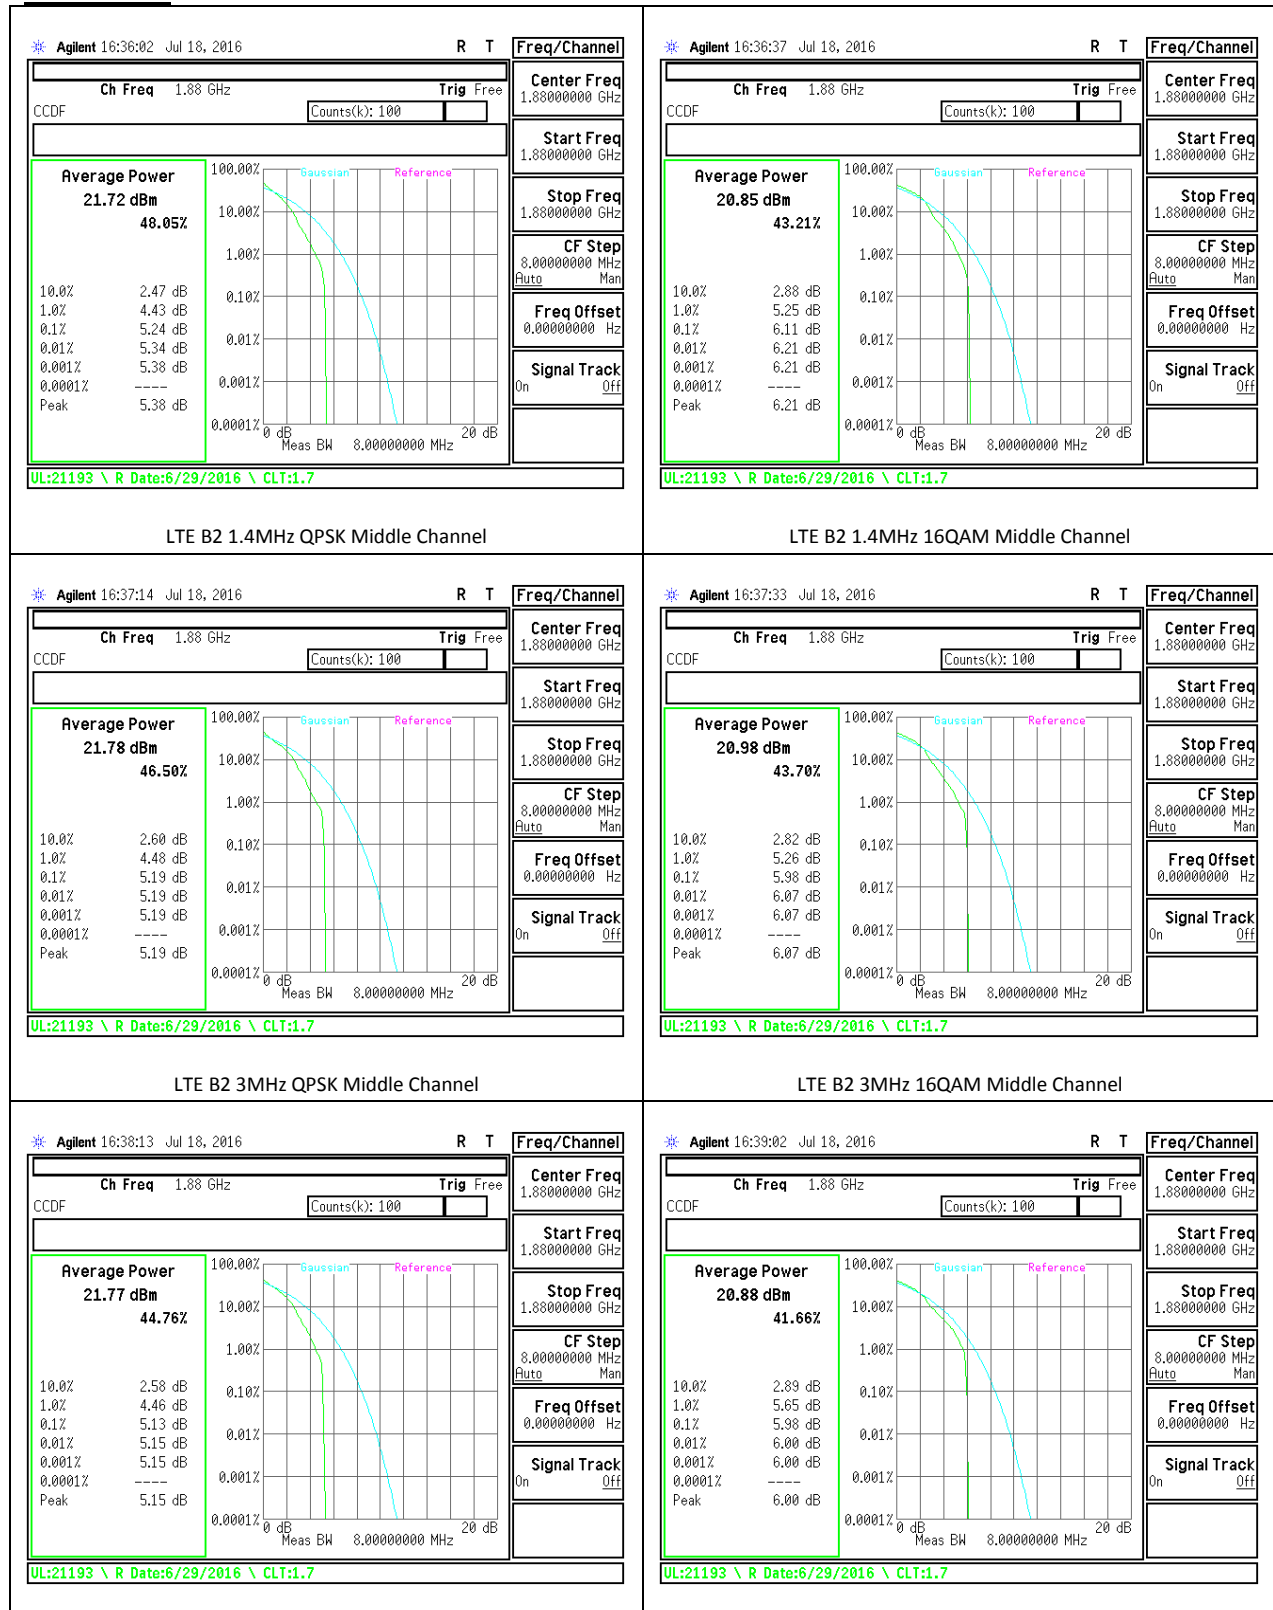 Agilent 16:36:02 Jul 18, 2016 R T Freq/Channel
Ch Freq 1.88 GHz Trig Free
CCDF Counts(k): 100
Center Freq
1.88000000 GHz
Start Freq
1.88000000 GHz
Stop Freq
1.88000000 GHz
CF Step
8.00000000 MHz
Auto Man
Freq Offset
0.00000000 Hz
Signal Track
On Off
Average Power
21.72 dBm
48.05%
10.0% 2.47 dB
1.0% 4.43 dB
0.1% 5.24 dB
0.01% 5.34 dB
0.001% 5.38 dB
0.0001% ----
Peak 5.38 dB
Gaussian Reference
100.00%
10.00%
1.00%
0.10%
0.01%
0.001%
0.0001%
0 dB 20 dB
Meas BW 8.00000000 MHz
UL:21193 \ R Date:6/29/2016 \ CLT:1.7
LTE B2 1.4MHz QPSK Middle Channel
Agilent 16:36:37 Jul 18, 2016 R T Freq/Channel
Ch Freq 1.88 GHz Trig Free
CCDF Counts(k): 100
Center Freq
1.88000000 GHz
Start Freq
1.88000000 GHz
Stop Freq
1.88000000 GHz
CF Step
8.00000000 MHz
Auto Man
Freq Offset
0.00000000 Hz
Signal Track
On Off
Average Power
20.85 dBm
43.21%
10.0% 2.88 dB
1.0% 5.25 dB
0.1% 6.11 dB
0.01% 6.21 dB
0.001% 6.21 dB
0.0001% ----
Peak 6.21 dB
Gaussian Reference
100.00%
10.00%
1.00%
0.10%
0.01%
0.001%
0.0001%
0 dB 20 dB
Meas BW 8.00000000 MHz
UL:21193 \ R Date:6/29/2016 \ CLT:1.7
LTE B2 1.4MHz 16QAM Middle Channel
Agilent 16:37:14 Jul 18, 2016 R T Freq/Channel
Ch Freq 1.88 GHz Trig Free
CCDF Counts(k): 100
Center Freq
1.88000000 GHz
Start Freq
1.88000000 GHz
Stop Freq
1.88000000 GHz
CF Step
8.00000000 MHz
Auto Man
Freq Offset
0.00000000 Hz
Signal Track
On Off
Average Power
21.78 dBm
46.50%
10.0% 2.60 dB
1.0% 4.48 dB
0.1% 5.19 dB
0.01% 5.19 dB
0.001% 5.19 dB
0.0001% ----
Peak 5.19 dB
Gaussian Reference
100.00%
10.00%
1.00%
0.10%
0.01%
0.001%
0.0001%
0 dB 20 dB
Meas BW 8.00000000 MHz
UL:21193 \ R Date:6/29/2016 \ CLT:1.7
LTE B2 3MHz QPSK Middle Channel
Agilent 16:37:33 Jul 18, 2016 R T Freq/Channel
Ch Freq 1.88 GHz Trig Free
CCDF Counts(k): 100
Center Freq
1.88000000 GHz
Start Freq
1.88000000 GHz
Stop Freq
1.88000000 GHz
CF Step
8.00000000 MHz
Auto Man
Freq Offset
0.00000000 Hz
Signal Track
On Off
Average Power
20.98 dBm
43.70%
10.0% 2.82 dB
1.0% 5.26 dB
0.1% 5.98 dB
0.01% 6.07 dB
0.001% 6.07 dB
0.0001% ----
Peak 6.07 dB
Gaussian Reference
100.00%
10.00%
1.00%
0.10%
0.01%
0.001%
0.0001%
0 dB 20 dB
Meas BW 8.00000000 MHz
UL:21193 \ R Date:6/29/2016 \ CLT:1.7
LTE B2 3MHz 16QAM Middle Channel
Agilent 16:38:13 Jul 18, 2016 R T Freq/Channel
Ch Freq 1.88 GHz Trig Free
CCDF Counts(k): 100
Center Freq
1.88000000 GHz
Start Freq
1.88000000 GHz
Stop Freq
1.88000000 GHz
CF Step
8.00000000 MHz
Auto Man
Freq Offset
0.00000000 Hz
Signal Track
On Off
Average Power
21.77 dBm
44.76%
10.0% 2.58 dB
1.0% 4.46 dB
0.1% 5.13 dB
0.01% 5.15 dB
0.001% 5.15 dB
0.0001% ----
Peak 5.15 dB
Gaussian Reference
100.00%
10.00%
1.00%
0.10%
0.01%
0.001%
0.0001%
0 dB 20 dB
Meas BW 8.00000000 MHz
UL:21193 \ R Date:6/29/2016 \ CLT:1.7
Agilent 16:39:02 Jul 18, 2016 R T Freq/Channel
Ch Freq 1.88 GHz Trig Free
CCDF Counts(k): 100
Center Freq
1.88000000 GHz
Start Freq
1.88000000 GHz
Stop Freq
1.88000000 GHz
CF Step
8.00000000 MHz
Auto Man
Freq Offset
0.00000000 Hz
Signal Track
On Off
Average Power
20.88 dBm
41.66%
10.0% 2.89 dB
1.0% 5.65 dB
0.1% 5.98 dB
0.01% 6.00 dB
0.001% 6.00 dB
0.0001% ----
Peak 6.00 dB
Gaussian Reference
100.00%
10.00%
1.00%
0.10%
0.01%
0.001%
0.0001%
0 dB 20 dB
Meas BW 8.00000000 MHz
UL:21193 \ R Date:6/29/2016 \ CLT:1.7